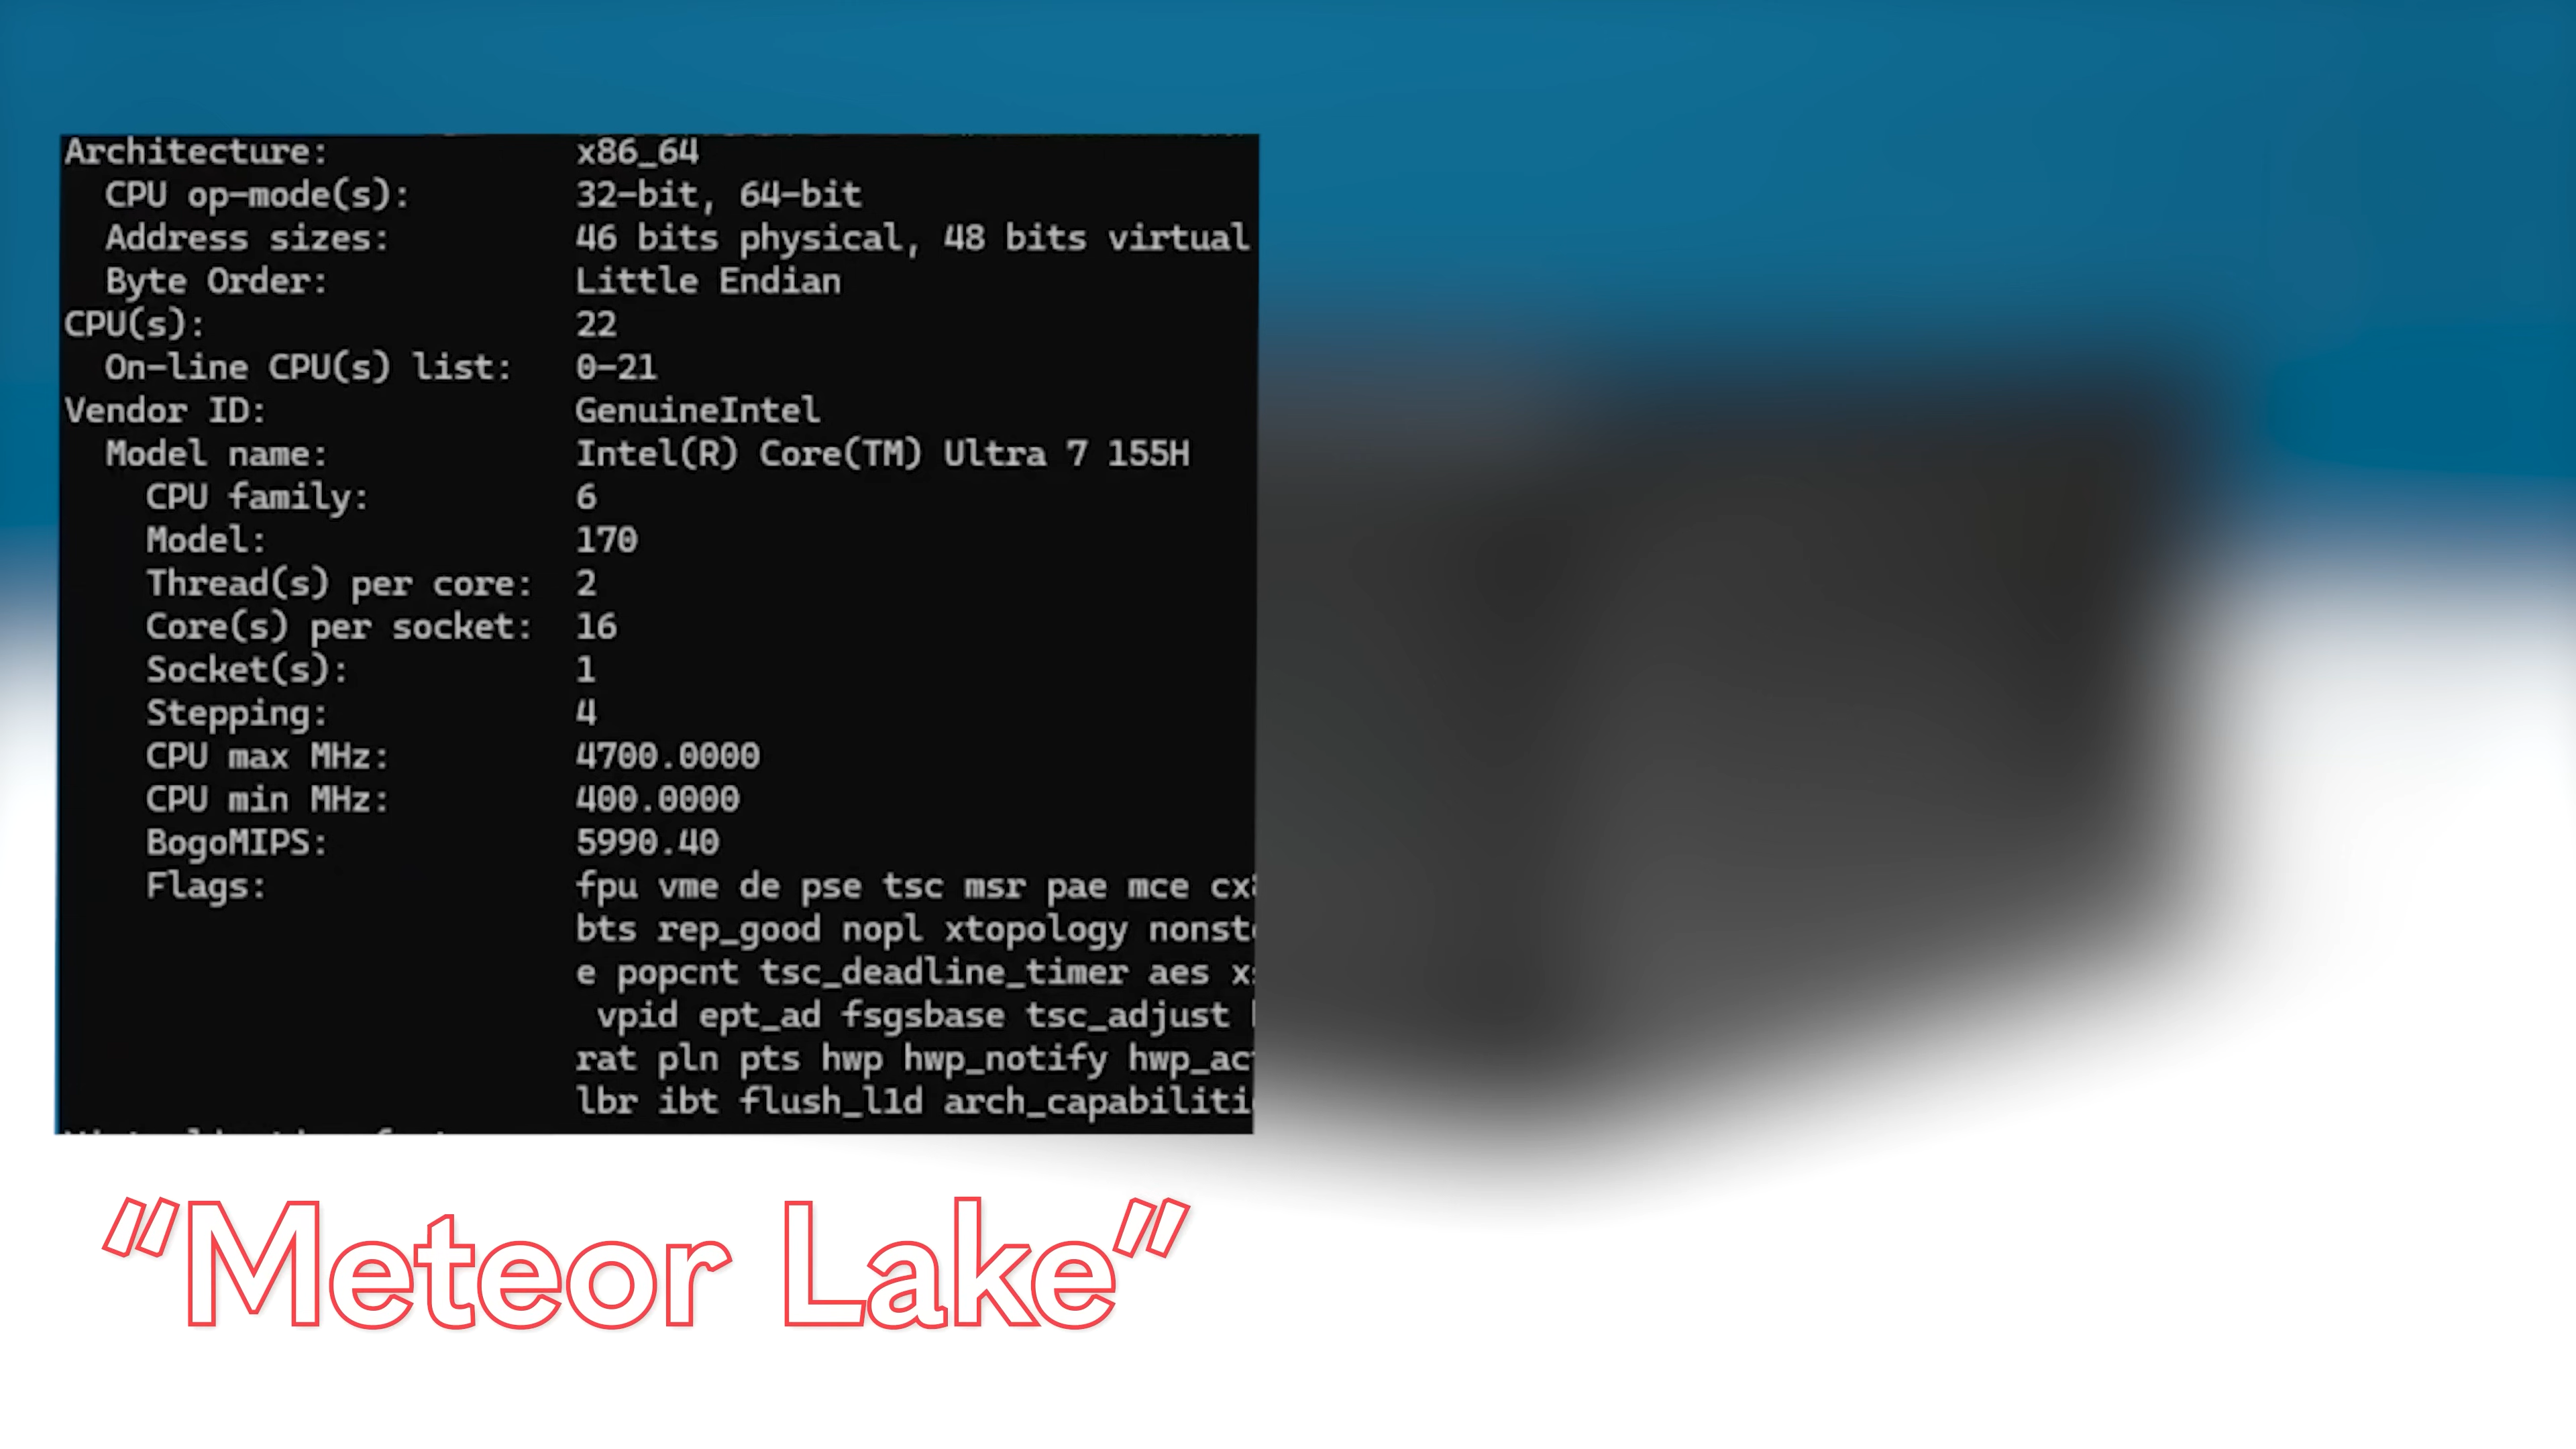 Architecture: x86_64
CPU op-mode(s): 32-bit, 64-bit
Address sizes: 46 bits physical, 48 bits virtual
Byte Order: Little Endian
CPU(s): 22
On-line CPU(s) list: 0-21
Vendor ID: GenuineIntel
Model name: Intel(R) Core(TM) Ultra 7 155H
CPU family: 6
Model: 170
Thread(s) per core: 2
Core(s) per socket: 16
Socket(s): 1
Stepping: 4
CPU max MHz: 4700.0000
CPU min MHz: 400.0000
BogoMIPS: 5990.40
Flags: fpu vme de pse tsc msr pae mce
bts rep_good nopl xtopology
e popcnt tsc_deadline_timer aes
vpid ept_ad fsgsbase tsc_adjust
rat pln pts hwp hwp_notify
lbr ibt flush_l1d
"Meteor Lake"